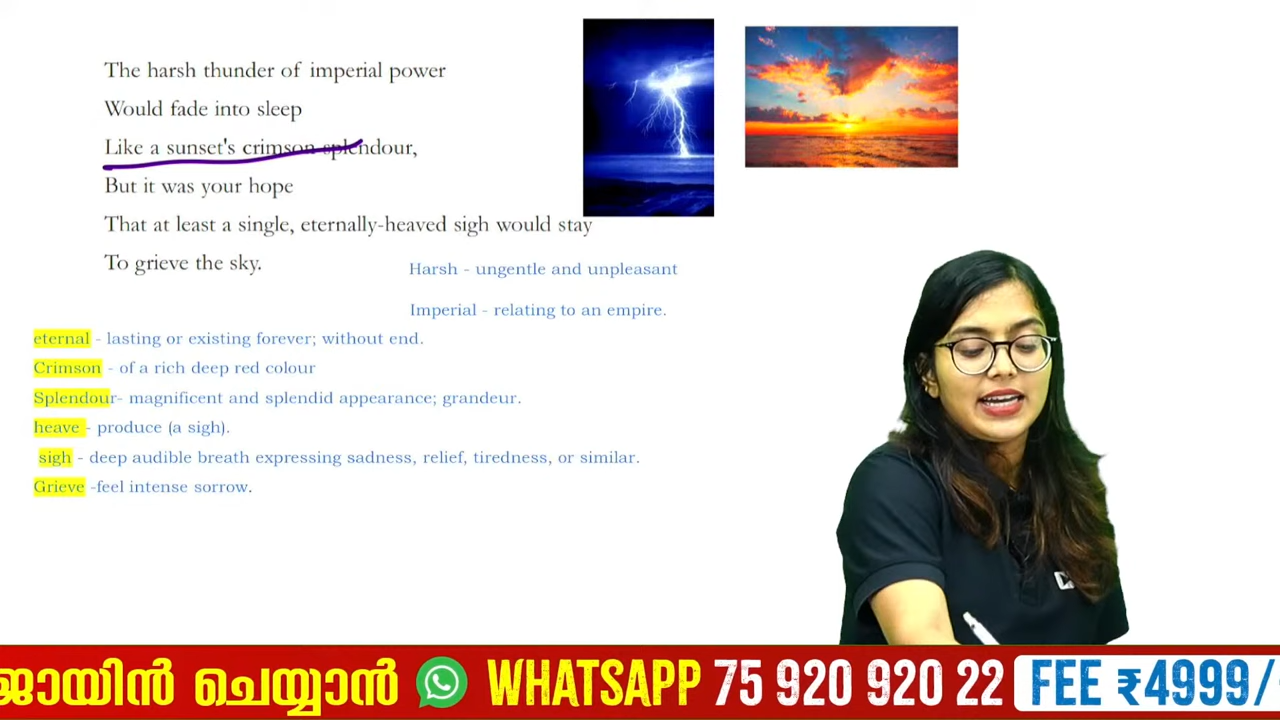 The harsh thunder of imperial power
Would fade into sleep
Like a sunset's crimson splendour,
But it was your hope
That at least a single, eternally-heaved sigh would stay
To grieve the sky.
Harsh - ungentle and unpleasant
Imperial - relating to an empire.
eternal - lasting or existing forever; without end.
Crimson - of a rich deep red colour
Splendour- magnificent and splendid appearance; grandeur.
heave - produce (a sigh).
sigh - deep audible breath expressing sadness, relief, tiredness, or similar.
Grieve -feel intense sorrow.
ജോയിൻ ചെയ്യാൻ WHATSAPP 75 920 920 22 FEE ₹4999/-